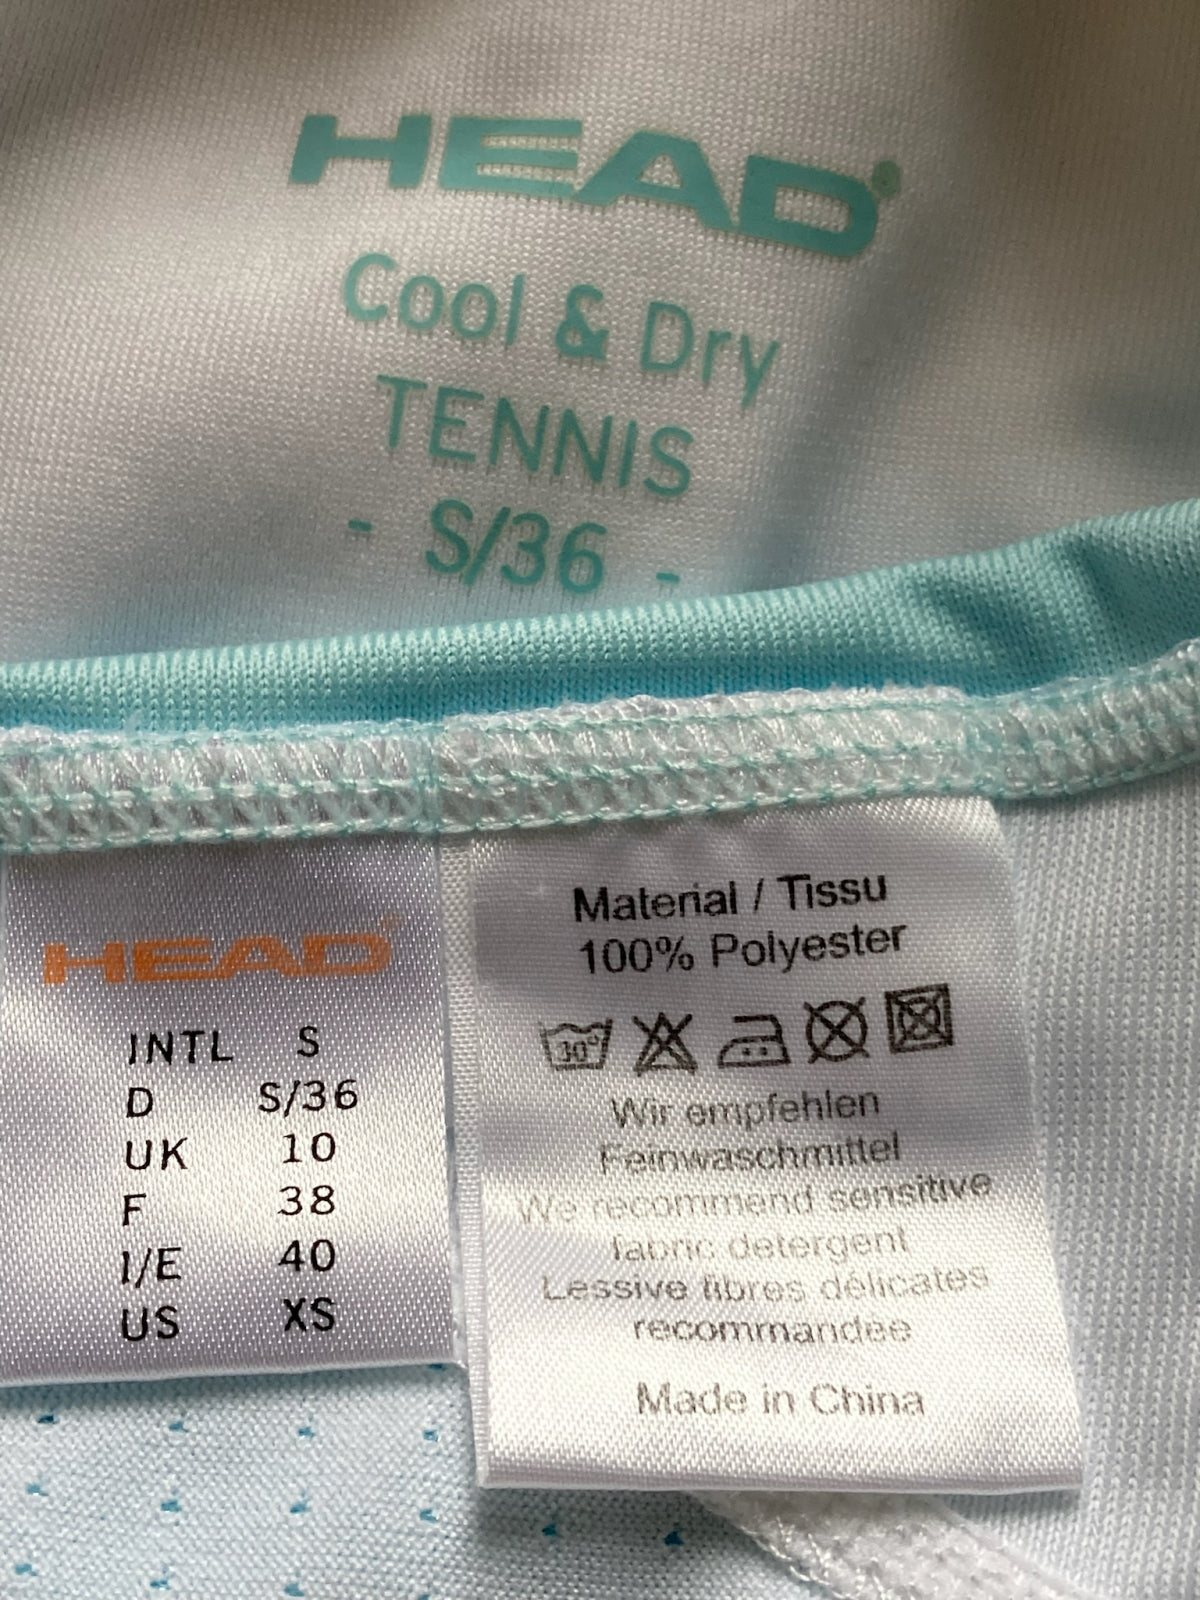 HEAD
Cool & Dry
TENNIS
- S/36 -
HEAD
INTL S
D S/36
UK 10
F 38
I/E 40
US XS
Material / Tissu
100% Polyester
30°
Wir empfehlen
Feinwaschmittel
We recommend sensitive
fabric detergent
Lessive fibres délicates
recommandée
Made in China